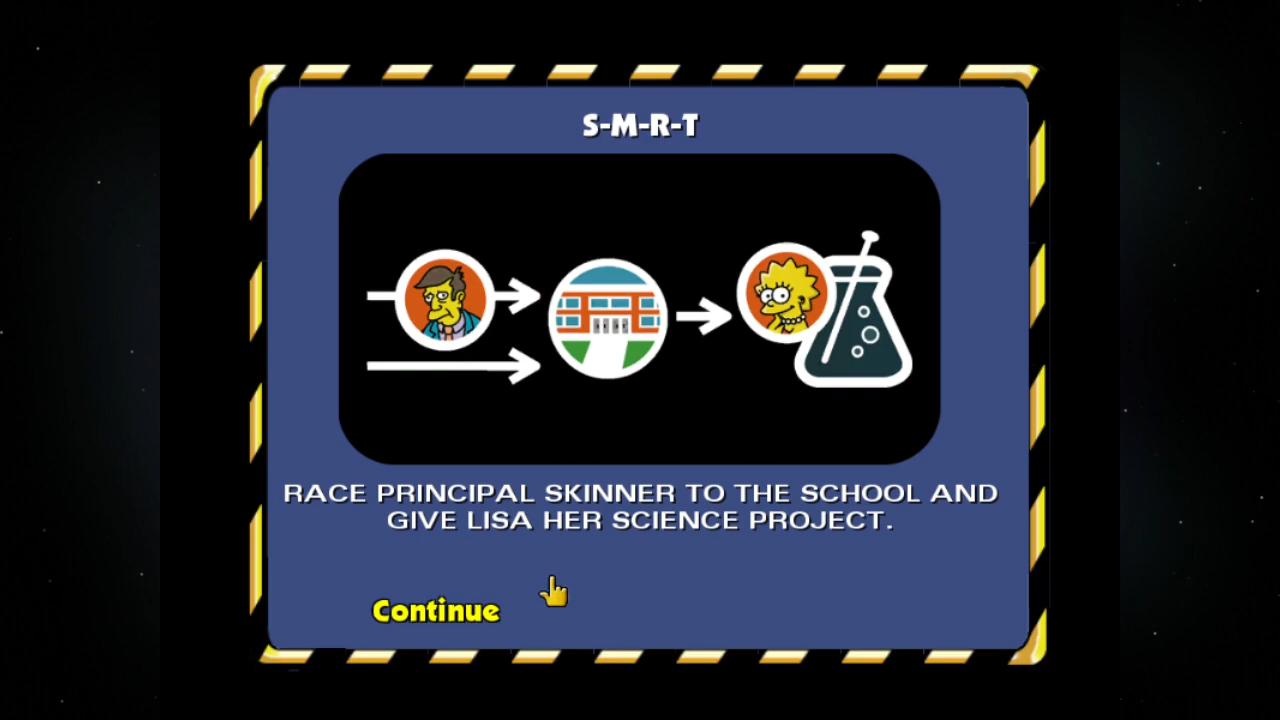 S-M-R-T
RACE PRINCIPAL SKINNER TO THE SCHOOL AND
GIVE LISA HER SCIENCE PROJECT.
Continue